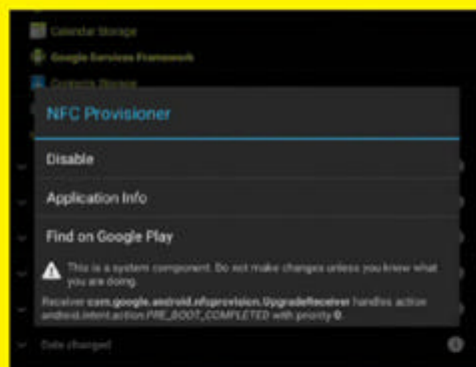 Calendar Storage
Google Services Framework
Contacts Storage
NFC Provisioner
Disable
Application Info
Find on Google Play
This is a system component. Do not make changes unless you know what
you are doing.
Receiver com.google.android.nfcprovision.UpgradeReceiver handles action
android.intent.action.PRE_BOOT_COMPLETED with priority 0.
Date changed